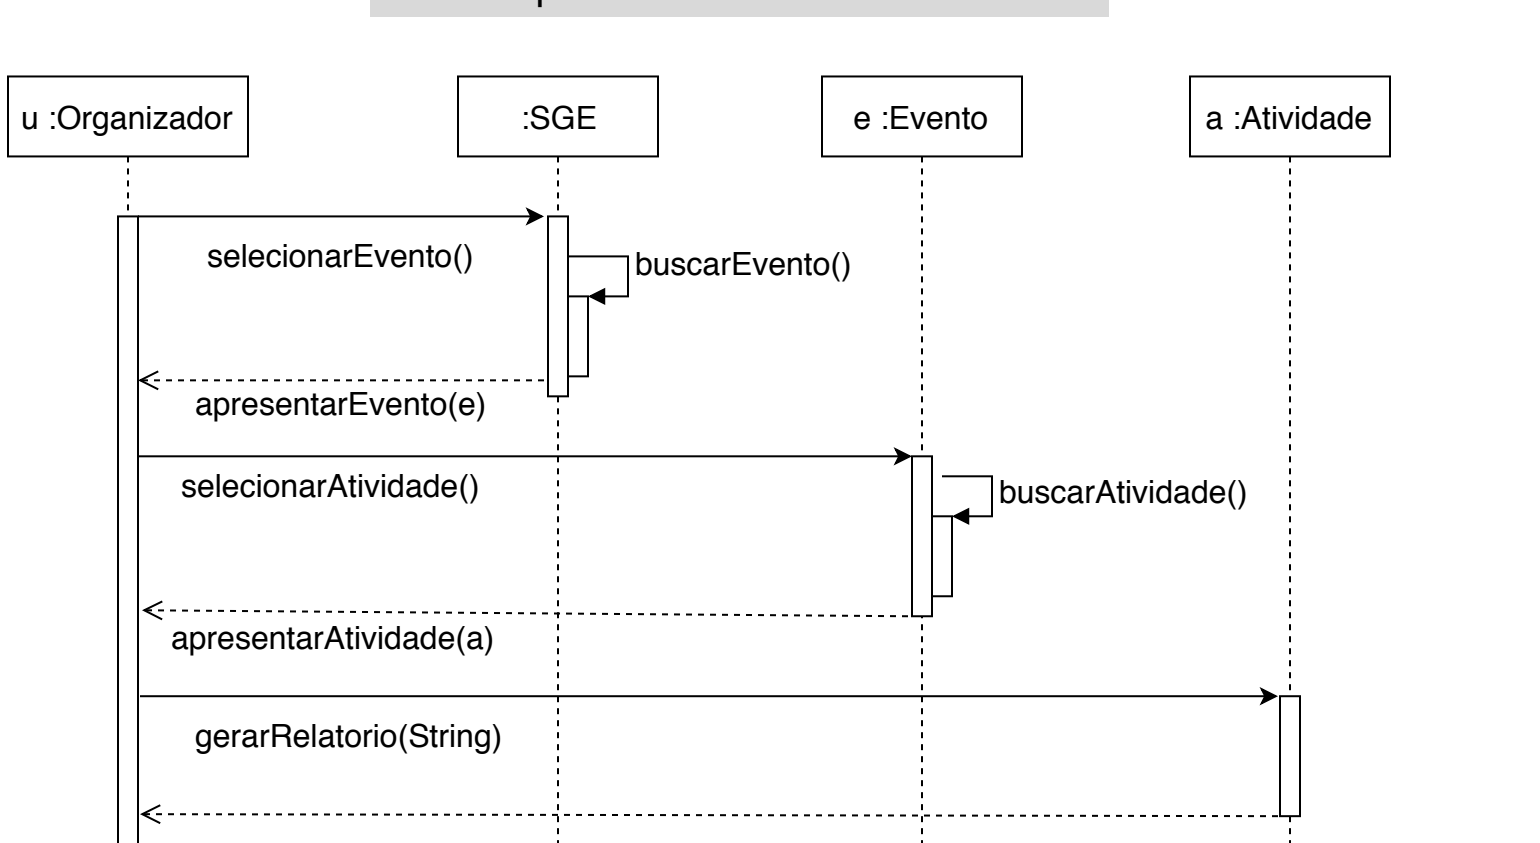 u :Organizador
:SGE
e :Evento
a :Atividade
selecionarEvento()
buscarEvento()
apresentarEvento(e)
selecionarAtividade()
buscarAtividade()
apresentarAtividade(a)
gerarRelatorio(String)